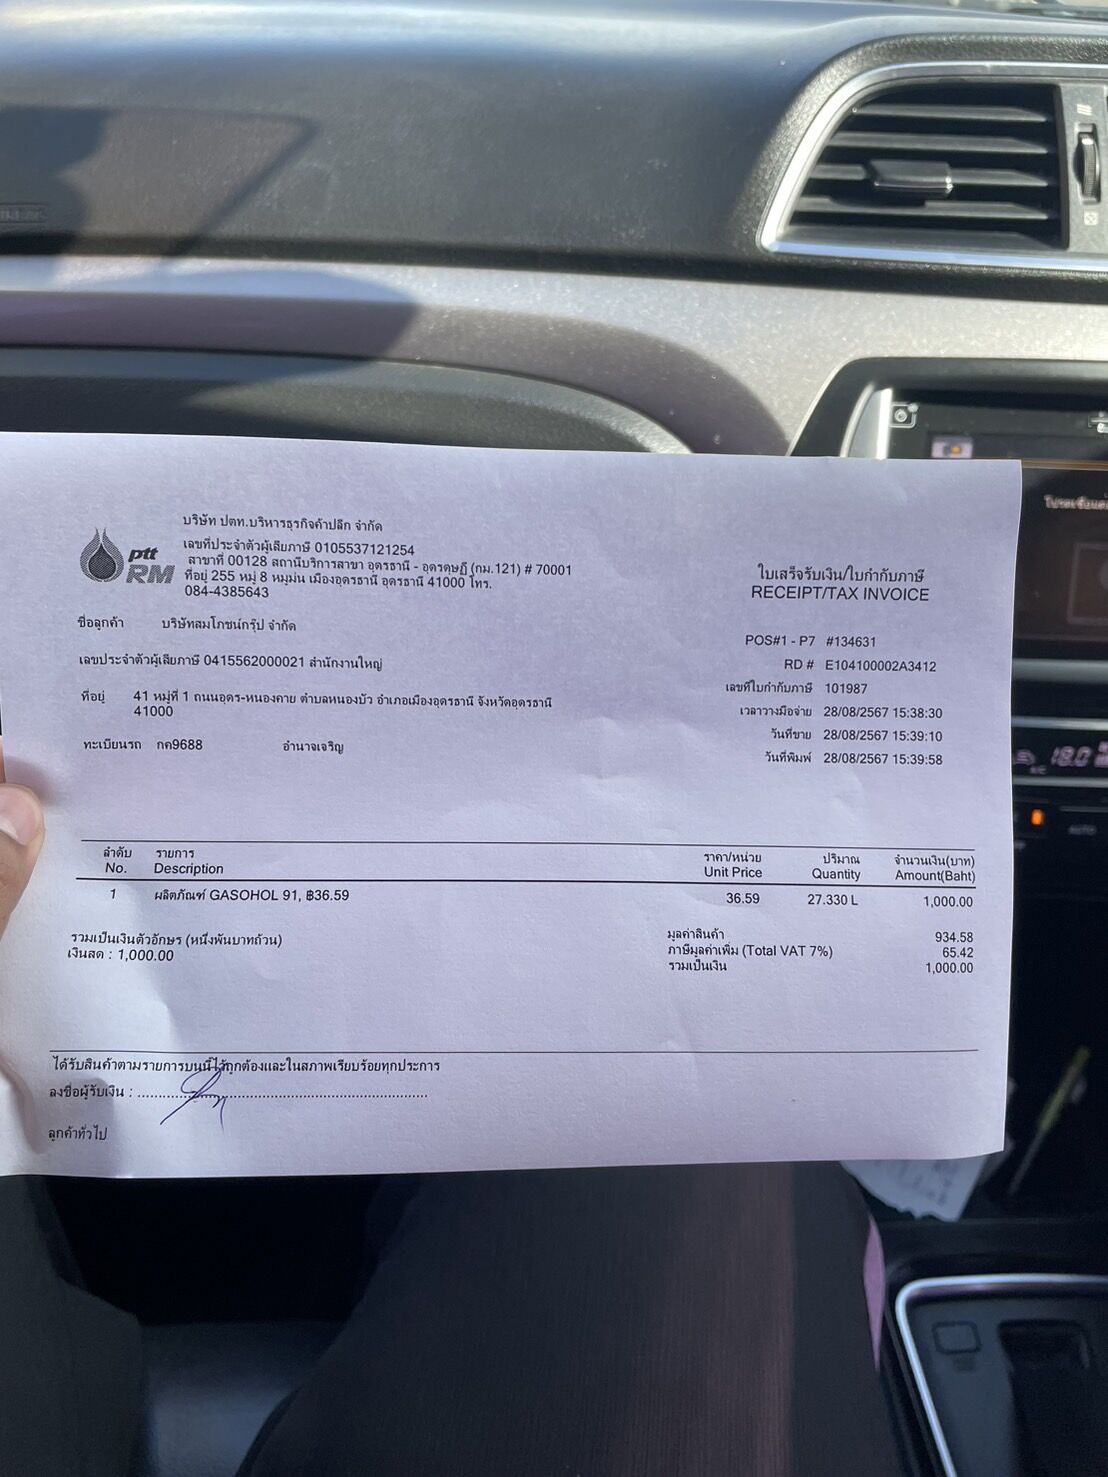 ptt
RM
บริษัท ปตท.บริหารธุรกิจค้าปลีก จำกัด
เลขที่ประจำตัวผู้เสียภาษี 0105537121254
สาขาที่ 00128 สถานีบริการสาขา อุดรธานี - อุดรดุษฎี (กม.121) # 70001
ที่อยู่ 255 หมู่ 8 หมูม่น เมืองอุดรธานี อุดรธานี 41000 โทร.
084-4385643
ใบเสร็จรับเงิน/ใบกำกับภาษี
RECEIPT/TAX INVOICE
ชื่อลูกค้า บริษัทสมโภชน์กรุ๊ป จำกัด
เลขประจำตัวผู้เสียภาษี 0415562000021 สำนักงานใหญ่
ที่อยู่ 41 หมู่ที่ 1 ถนนอุดร-หนองคาย ตำบลหนองบัว อำเภอเมืองอุดรธานี จังหวัดอุดรธานี
41000
ทะเบียนรถ กค9688 อำนาจเจริญ
POS#1 - P7 #134631
RD # E104100002A3412
เลขที่ใบกำกับภาษี 101987
เวลาวางมือจ่าย 28/08/2567 15:38:30
วันที่ขาย 28/08/2567 15:39:10
วันที่พิมพ์ 28/08/2567 15:39:58
ลำดับ รายการ ราคา/หน่วย ปริมาณ จำนวนเงิน(บาท)
No. Description Unit Price Quantity Amount(Baht)
1 ผลิตภัณฑ์ GASOHOL 91, ฿36.59 36.59 27.330 L 1,000.00
รวมเป็นเงินตัวอักษร (หนึ่งพันบาทถ้วน)
เงินสด : 1,000.00
มูลค่าสินค้า 934.58
ภาษีมูลค่าเพิ่ม (Total VAT 7%) 65.42
รวมเป็นเงิน 1,000.00
ได้รับสินค้าตามรายการบนนี้ไว้ถูกต้องและในสภาพเรียบร้อยทุกประการ
ลงชื่อผู้รับเงิน :
ลูกค้าทั่วไป
18.0
AUTO